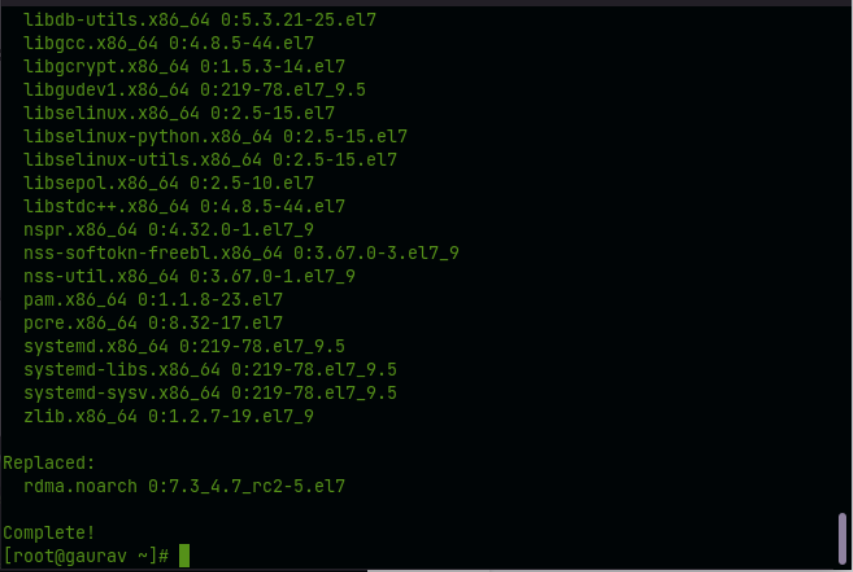 libdb-utils.x86_64 0:5.3.21-25.el7
libgcc.x86_64 0:4.8.5-44.el7
libgcrypt.x86_64 0:1.5.3-14.el7
libgudev1.x86_64 0:219-78.el7_9.5
libselinux.x86_64 0:2.5-15.el7
libselinux-python.x86_64 0:2.5-15.el7
libselinux-utils.x86_64 0:2.5-15.el7
libsepol.x86_64 0:2.5-10.el7
libstdc++.x86_64 0:4.8.5-44.el7
nspr.x86_64 0:4.32.0-1.el7_9
nss-softokn-freebl.x86_64 0:3.67.0-3.el7_9
nss-util.x86_64 0:3.67.0-1.el7_9
pam.x86_64 0:1.1.8-23.el7
pcre.x86_64 0:8.32-17.el7
systemd.x86_64 0:219-78.el7_9.5
systemd-libs.x86_64 0:219-78.el7_9.5
systemd-sysv.x86_64 0:219-78.el7_9.5
zlib.x86_64 0:1.2.7-19.el7_9
Replaced:
rdma.noarch 0:7.3_4.7_rc2-5.el7
Complete!
[root@gaurav ~]#